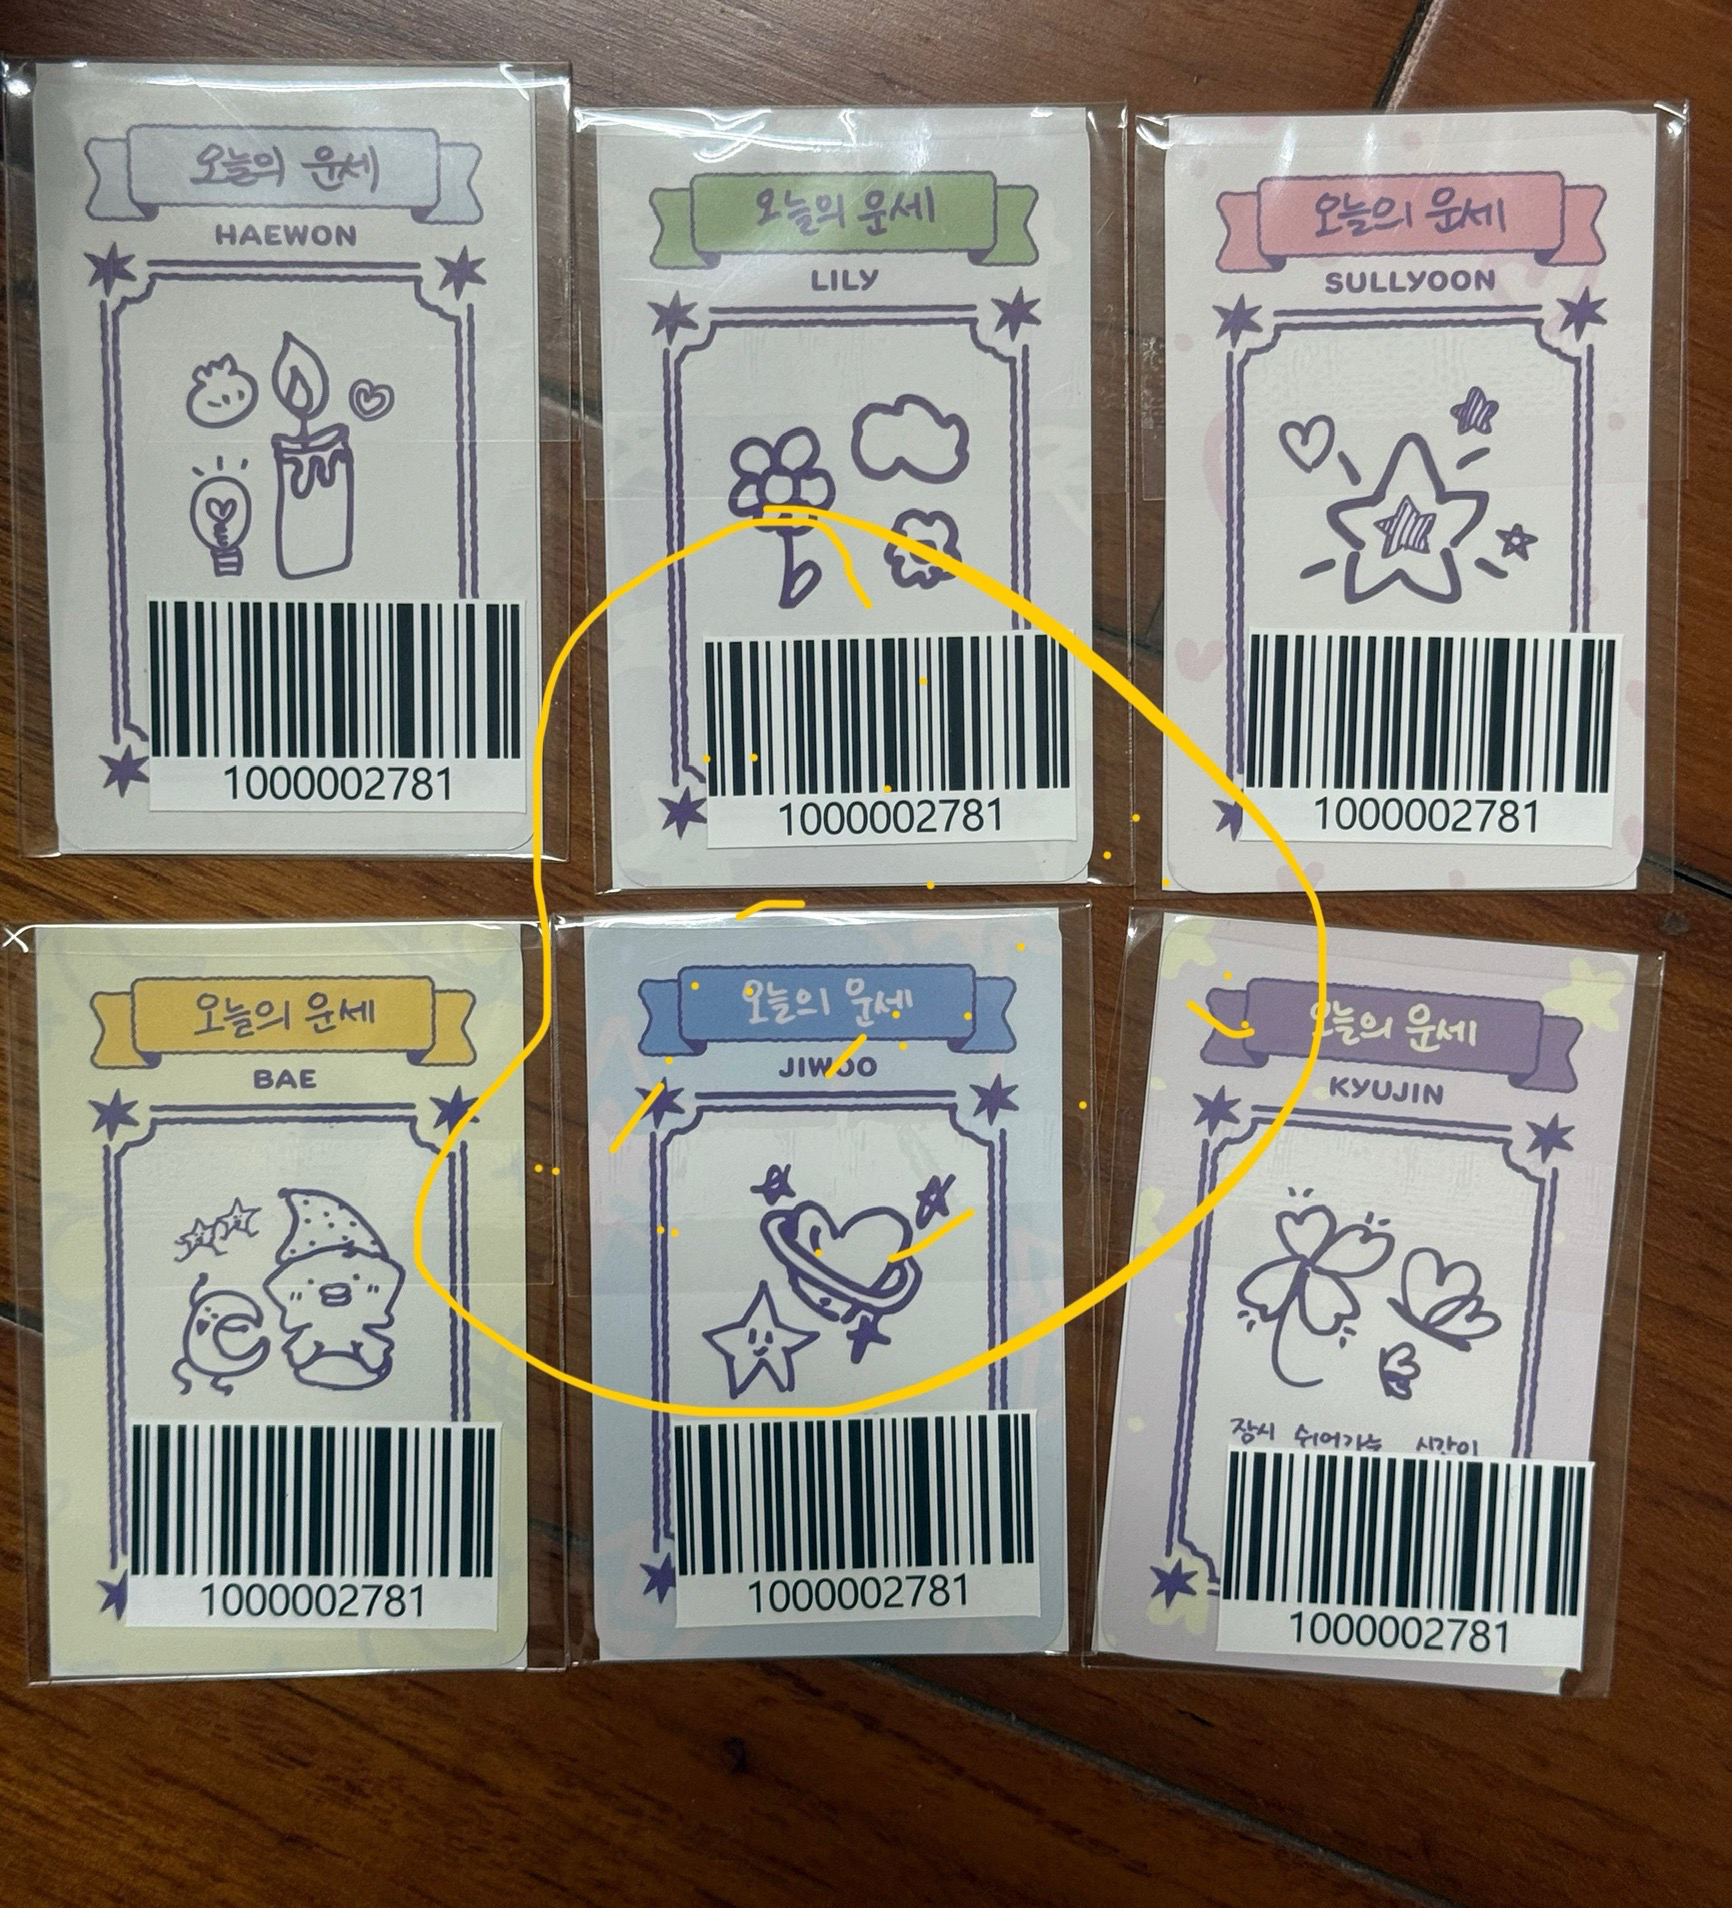 오늘의 운세
HAEWON
1000002781
오늘의 운세
LILY
1000002781
오늘의 운세
SULLYOON
1000002781
오늘의 운세
BAE
1000002781
오늘의 운세
JIWOO
1000002781
오늘의 운세
KYUJIN
잠시 쉬어가는 시간이
1000002781